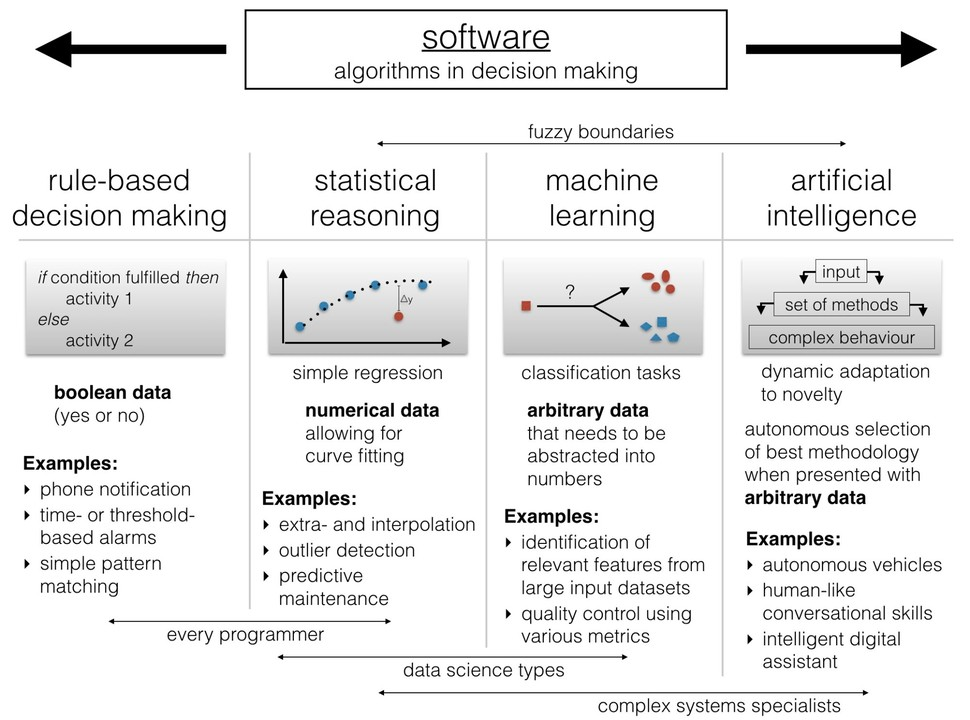 software
algorithms in decision making
fuzzy boundaries
rule-based
decision making
if condition fulfilled then
activity 1
else
activity 2
boolean data
(yes or no)
Examples:
‣ phone notification
‣ time- or threshold-
based alarms
‣ simple pattern
matching
statistical
reasoning
Δy
simple regression
numerical data
allowing for
curve fitting
Examples:
‣ extra- and interpolation
‣ outlier detection
‣ predictive
maintenance
machine
learning
?
classification tasks
arbitrary data
that needs to be
abstracted into
numbers
Examples:
‣ identification of
relevant features from
large input datasets
‣ quality control using
various metrics
artificial
intelligence
input
set of methods
complex behaviour
dynamic adaptation
to novelty
autonomous selection
of best methodology
when presented with
arbitrary data
Examples:
‣ autonomous vehicles
‣ human-like
conversational skills
‣ intelligent digital
assistant
every programmer
data science types
complex systems specialists